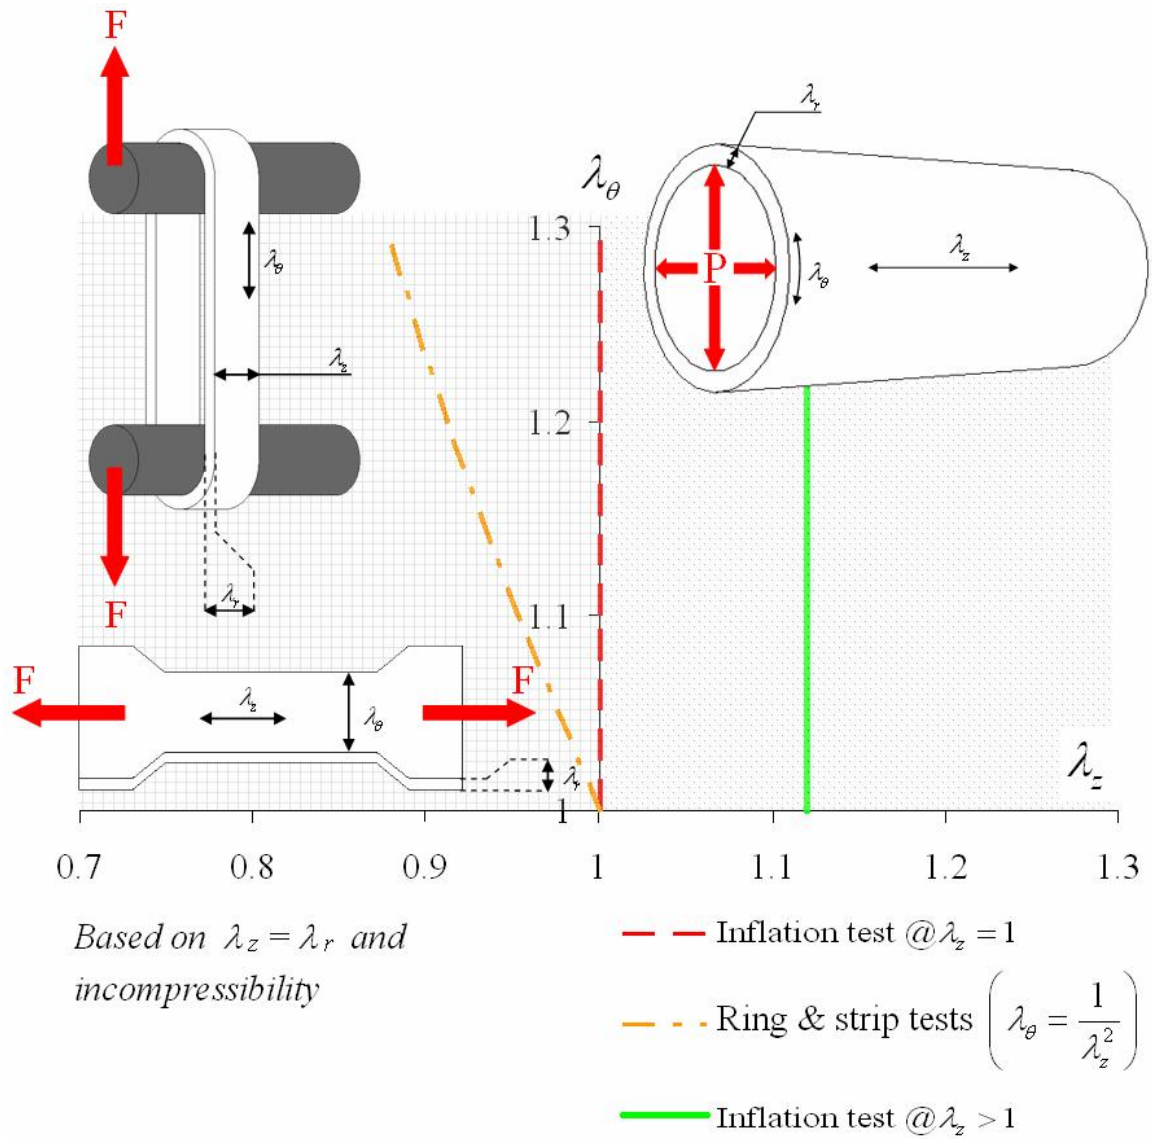 F
λr
λθ
1.3
λθ
P
λθ
λz
λz
1.2
F
λr
1.1
F
F
λz
λθ
λr
λz
1
0.7 0.8 0.9 1 1.1 1.2 1.3
Based on λz = λr and
incompressibility
Inflation test @λz = 1
Ring & strip tests (λθ = 1/λz²)
Inflation test @λz > 1